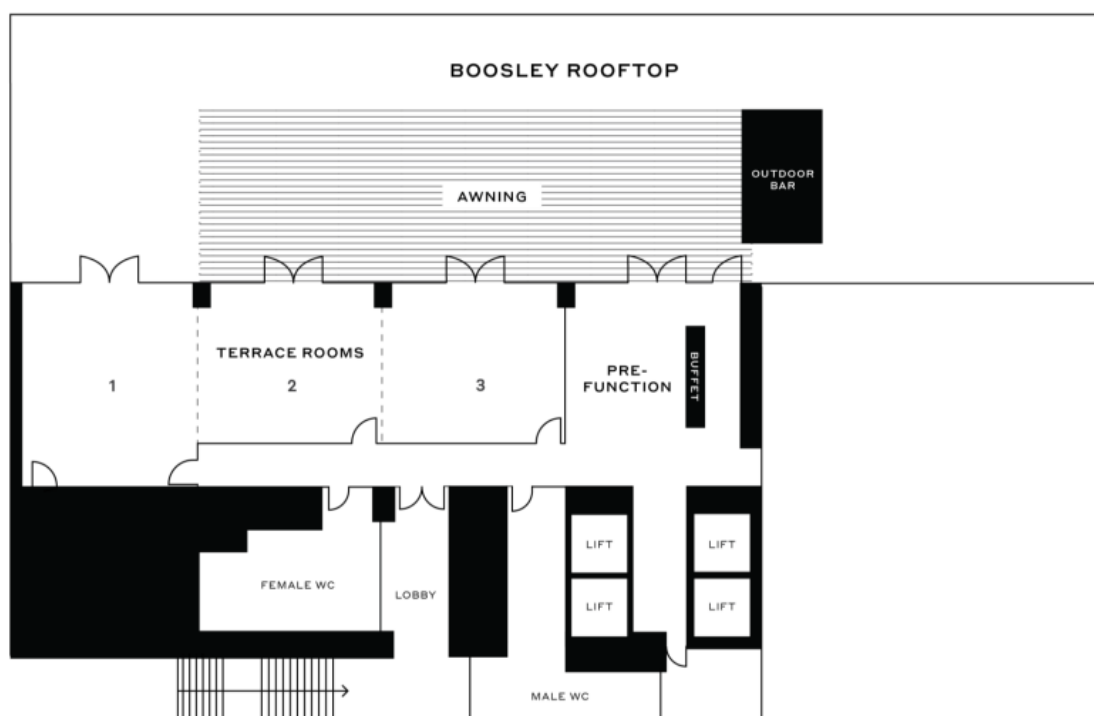 BOOSLEY ROOFTOP
AWNING
OUTDOOR
BAR
TERRACE ROOMS
1
2
3
PRE-
FUNCTION
BUFFET
LIFT
LIFT
FEMALE WC
LOBBY
LIFT
LIFT
MALE WC